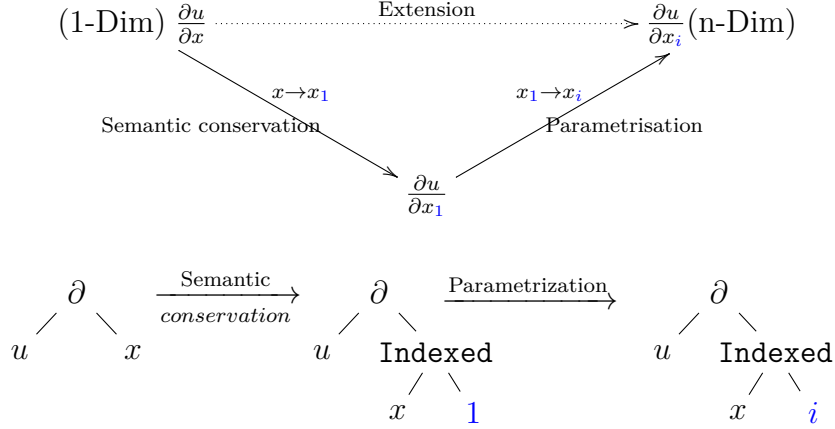 (1-Dim) ∂u/∂x Extension ∂u/∂x_i (n-Dim)
x→x_1 x_1→x_i
Semantic conservation Parametrisation
∂u/∂x_1
∂ Semantic conservation ∂ Parametrization ∂
u x u Indexed u Indexed
x 1 x i